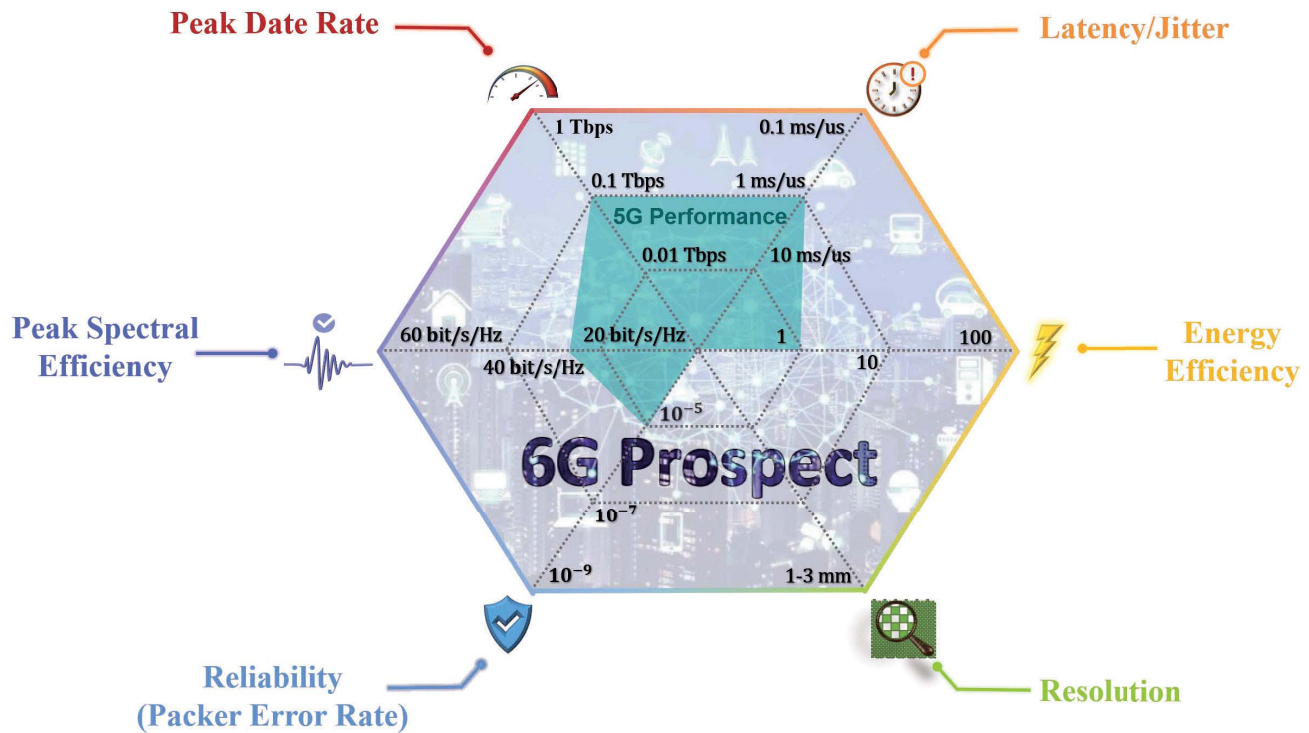 Peak Date Rate
Latency/Jitter
1 Tbps
0.1 ms/us
0.1 Tbps
1 ms/us
5G Performance
0.01 Tbps
10 ms/us
Peak Spectral
Efficiency
60 bit/s/Hz
20 bit/s/Hz
1
100
40 bit/s/Hz
10
Energy
Efficiency
10⁻⁵
6G Prospect
10⁻⁷
10⁻⁹
1-3 mm
Reliability
(Packer Error Rate)
Resolution